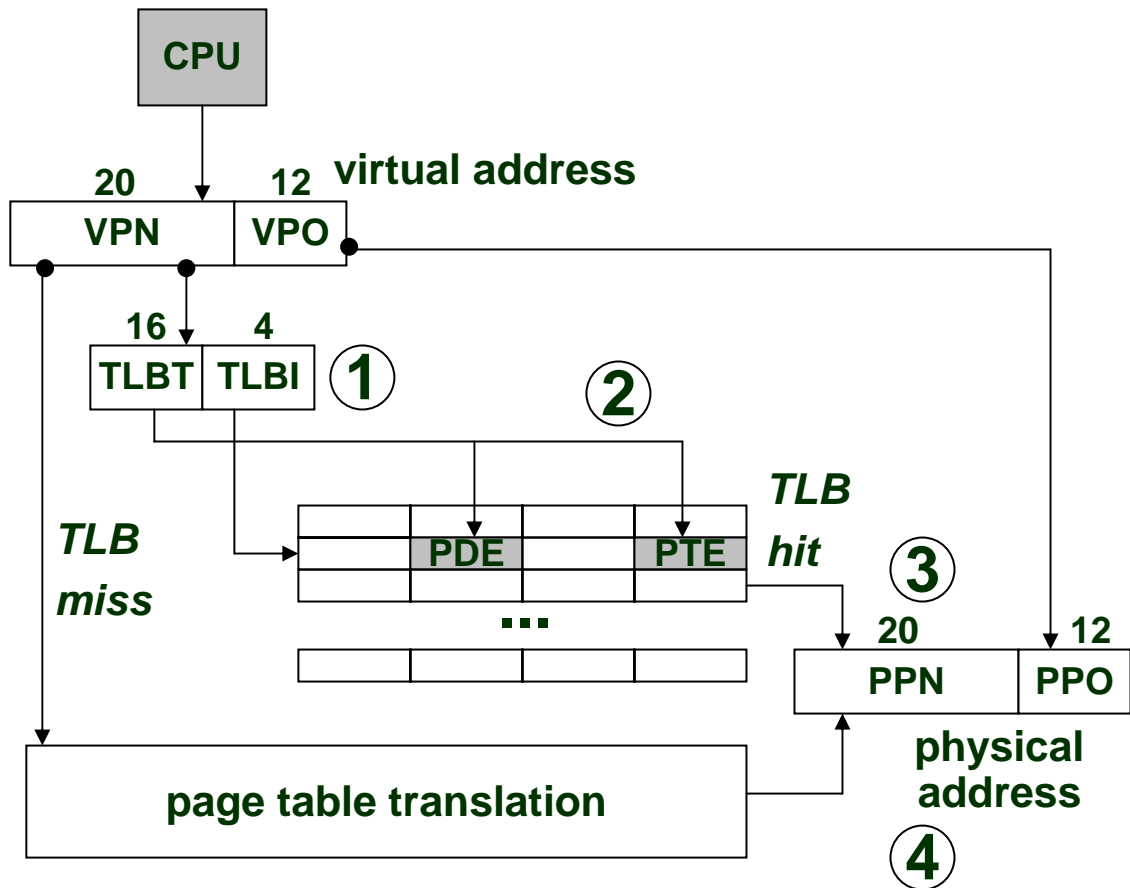 CPU
virtual address
20 12
VPN VPO
16 4
TLBT TLBI
1
2
TLB
miss
PDE PTE
TLB
hit
...
3
20 12
PPN PPO
page table translation
physical
address
4